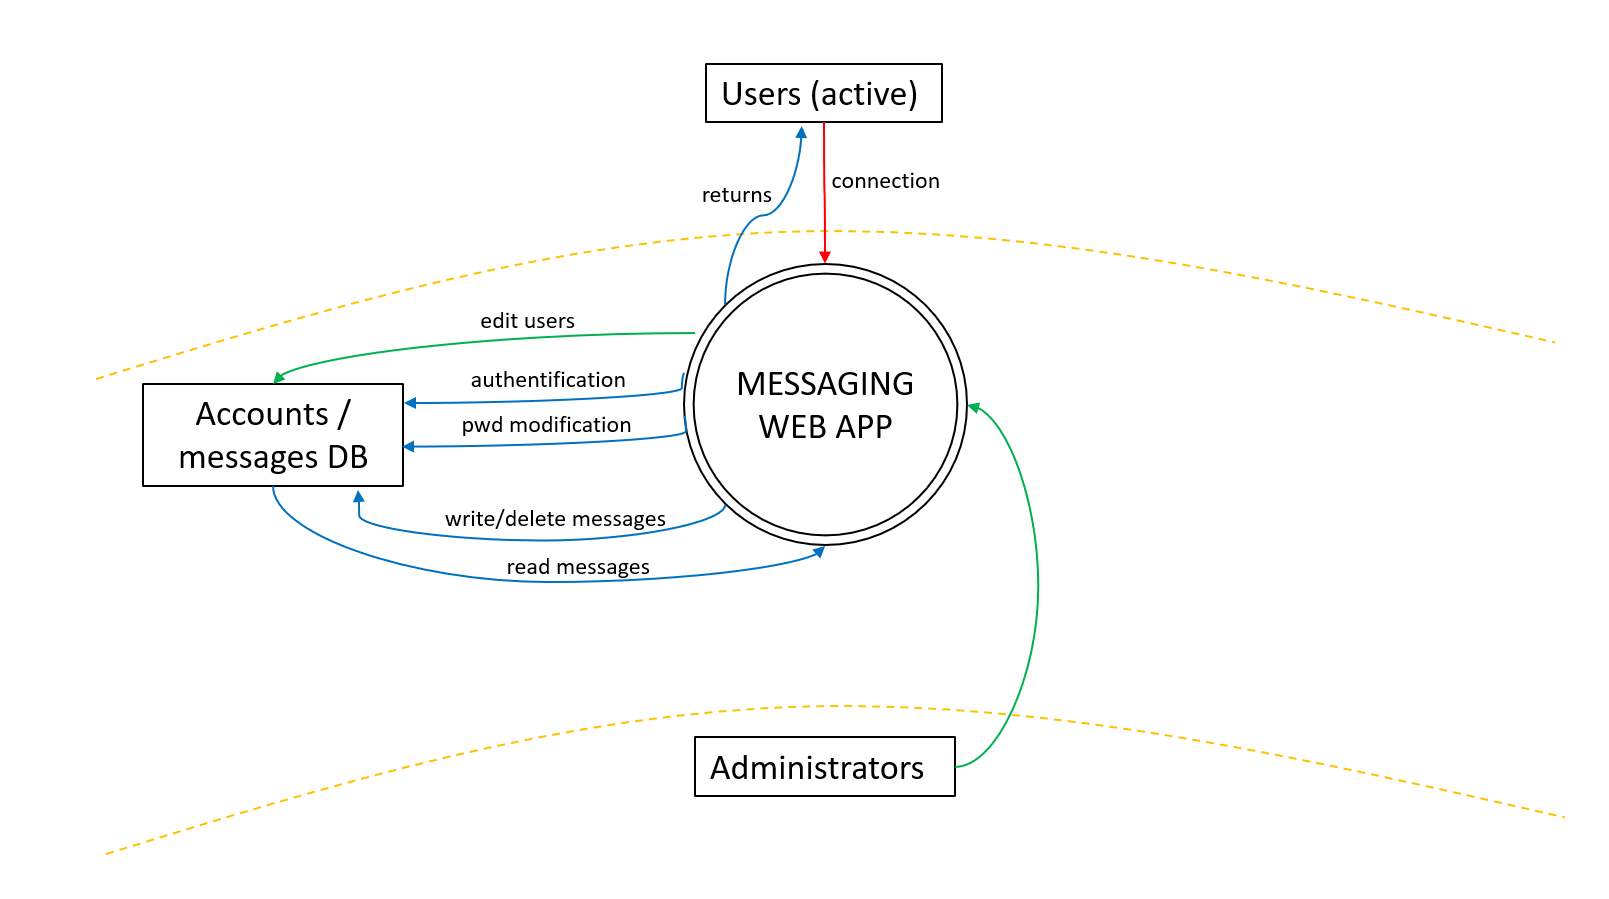 Users (active)
connection
returns
edit users
authentification
pwd modification
Accounts /
messages DB
MESSAGING
WEB APP
write/delete messages
read messages
Administrators